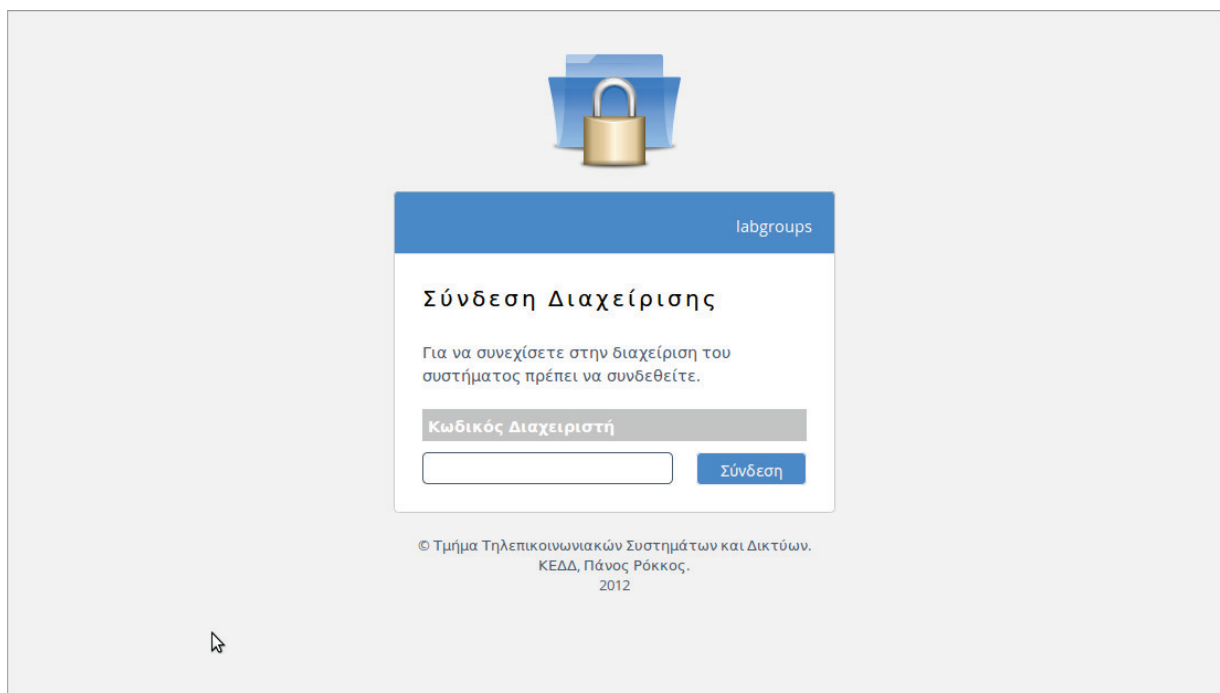 labgroups
Σύνδεση Διαχείρισης
Για να συνεχίσετε στην διαχείριση του
συστήματος πρέπει να συνδεθείτε.
Κωδικός Διαχειριστή
Σύνδεση
© Τμήμα Τηλεπικοινωνιακών Συστημάτων και Δικτύων.
ΚΕΔΔ, Πάνος Ρόκκος.
2012